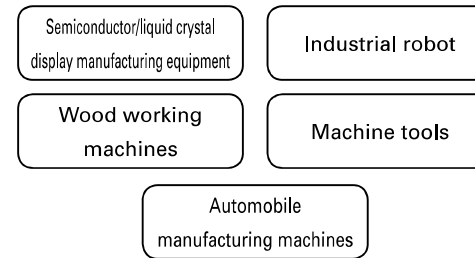 Semiconductor/liquid crystal
display manufacturing equipment
Industrial robot
Wood working
machines
Machine tools
Automobile
manufacturing machines